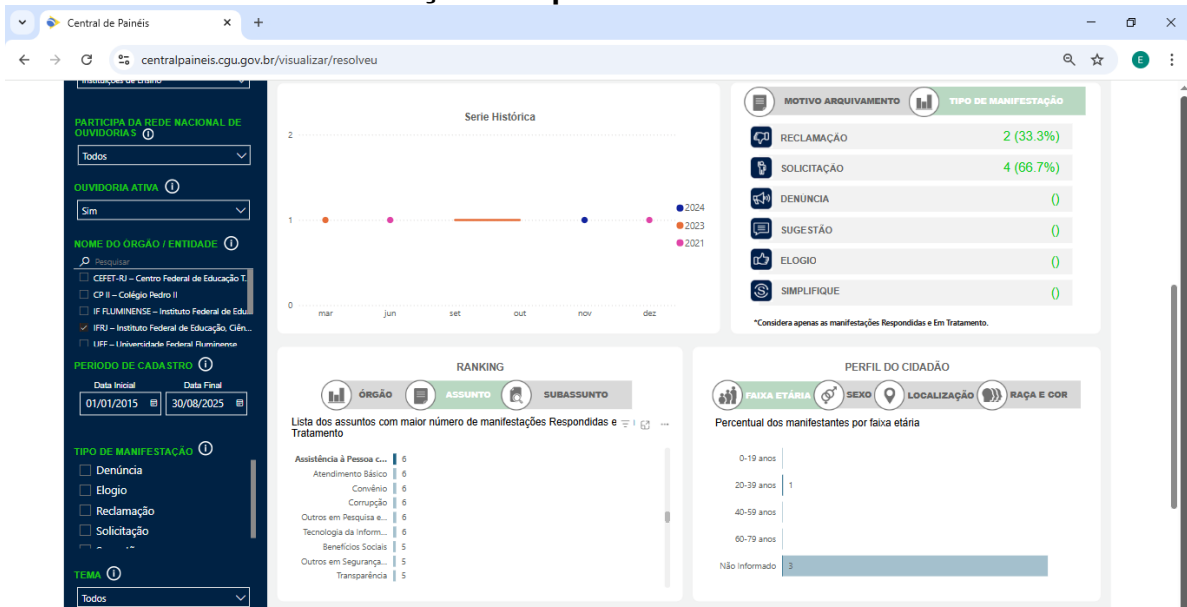 Central de Painéis
centralpaineis.cgu.gov.br/visualizar/resolveu
E
PARTICIPA DA REDE NACIONAL DE
OUVIDORIAS
Todos
OUVIDORIA ATIVA
Sim
NOME DO ÓRGÃO / ENTIDADE
Pesquisar
CEFET-RJ – Centro Federal de Educação T...
CP II – Colégio Pedro II
IF FLUMINENSE – Instituto Federal de Edu...
IFRJ – Instituto Federal de Educação, Ciên...
UFF – Universidade Federal Fluminense
PERIODO DE CADASTRO
Data Inicial Data Final
01/01/2015 30/08/2025
TIPO DE MANIFESTAÇÃO
Denúncia
Elogio
Reclamação
Solicitação
TEMA
Todos
Serie Histórica
2
1
0
mar jun set out nov dez
2024
2023
2021
MOTIVO ARQUIVAMENTO TIPO DE MANIFESTAÇÃO
RECLAMAÇÃO 2 (33.3%)
SOLICITAÇÃO 4 (66.7%)
DENÚNCIA ()
SUGESTÃO ()
ELOGIO ()
SIMPLIFIQUE ()
*Considera apenas as manifestações Respondidas e Em Tratamento.
RANKING
ÓRGÃO ASSUNTO SUBASSUNTO
Lista dos assuntos com maior número de manifestações Respondidas e
Tratamento
Assistência à Pessoa c... 6
Atendimento Básico 6
Convênio 6
Corrupção 6
Outros em Pesquisa e... 6
Tecnologia da Inform... 6
Benefícios Sociais 5
Outros em Segurança... 5
Transparência 5
PERFIL DO CIDADÃO
FAIXA ETÁRIA SEXO LOCALIZAÇÃO RAÇA E COR
Percentual dos manifestantes por faixa etária
0-19 anos
20-39 anos 1
40-59 anos
60-79 anos
Não informado 3